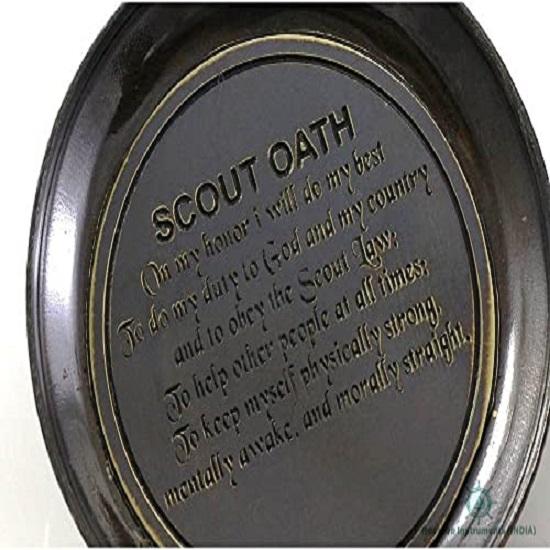 SCOUT OATH
On my honor i will do my best
To do my duty to God and my country
and to obey the Scout Law;
To help other people at all times;
To keep myself physically strong,
mentally awake, and morally straight.
Instruments (INDIA)